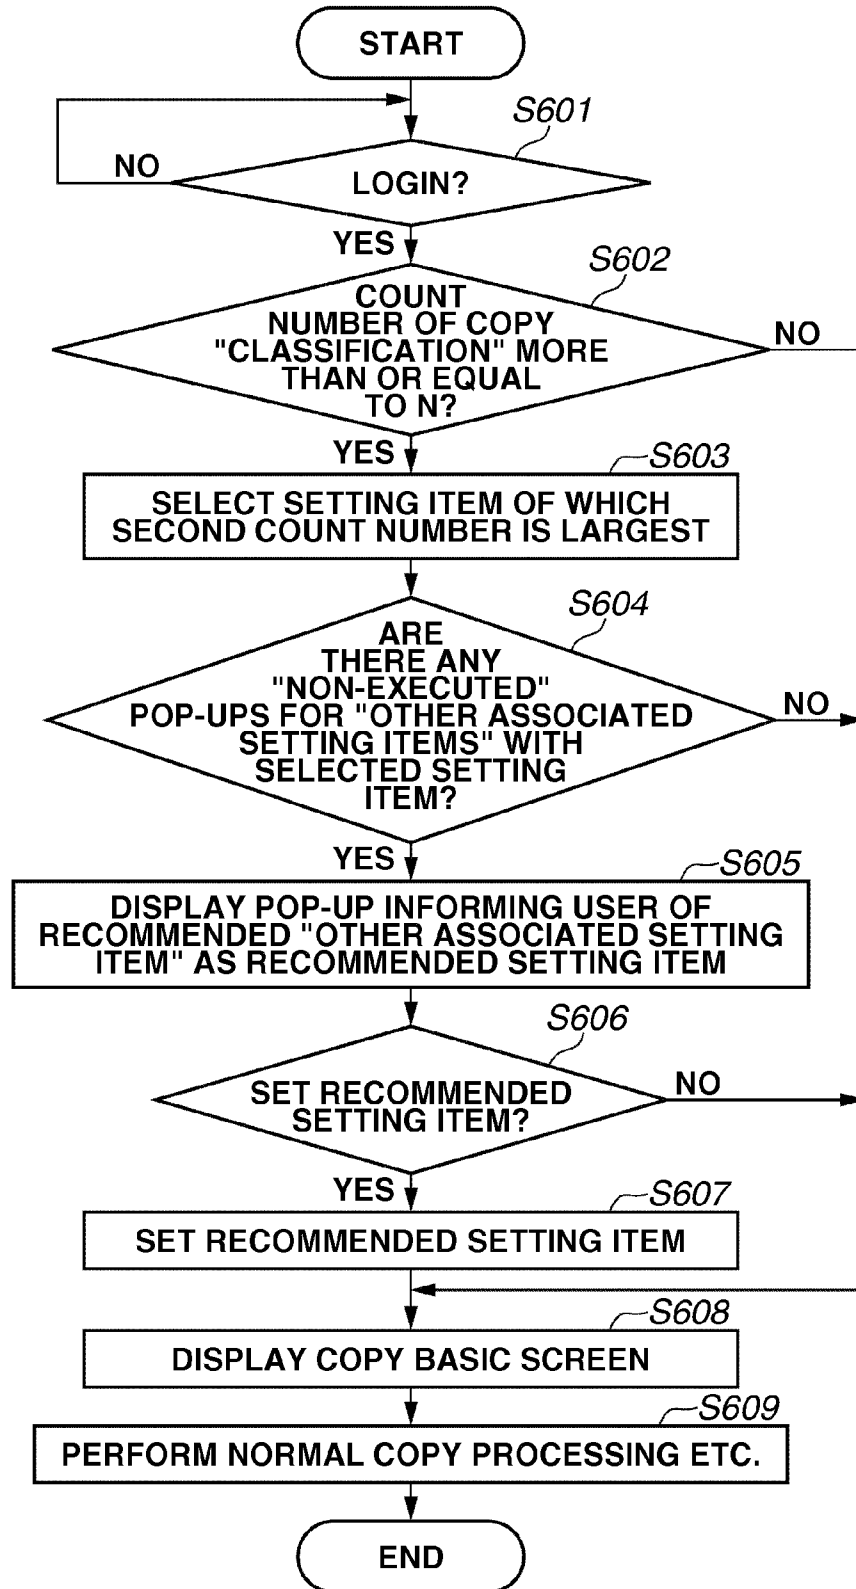 START
S601
NO
LOGIN?
YES
S602
COUNT
NUMBER OF COPY
"CLASSIFICATION" MORE
THAN OR EQUAL
TO N?
NO
YES
S603
SELECT SETTING ITEM OF WHICH
SECOND COUNT NUMBER IS LARGEST
S604
ARE
THERE ANY
"NON-EXECUTED"
POP-UPS FOR "OTHER ASSOCIATED
SETTING ITEMS" WITH
SELECTED SETTING
ITEM?
NO
YES
S605
DISPLAY POP-UP INFORMING USER OF
RECOMMENDED "OTHER ASSOCIATED SETTING
ITEM" AS RECOMMENDED SETTING ITEM
S606
SET RECOMMENDED
SETTING ITEM?
NO
YES
S607
SET RECOMMENDED SETTING ITEM
S608
DISPLAY COPY BASIC SCREEN
S609
PERFORM NORMAL COPY PROCESSING ETC.
END